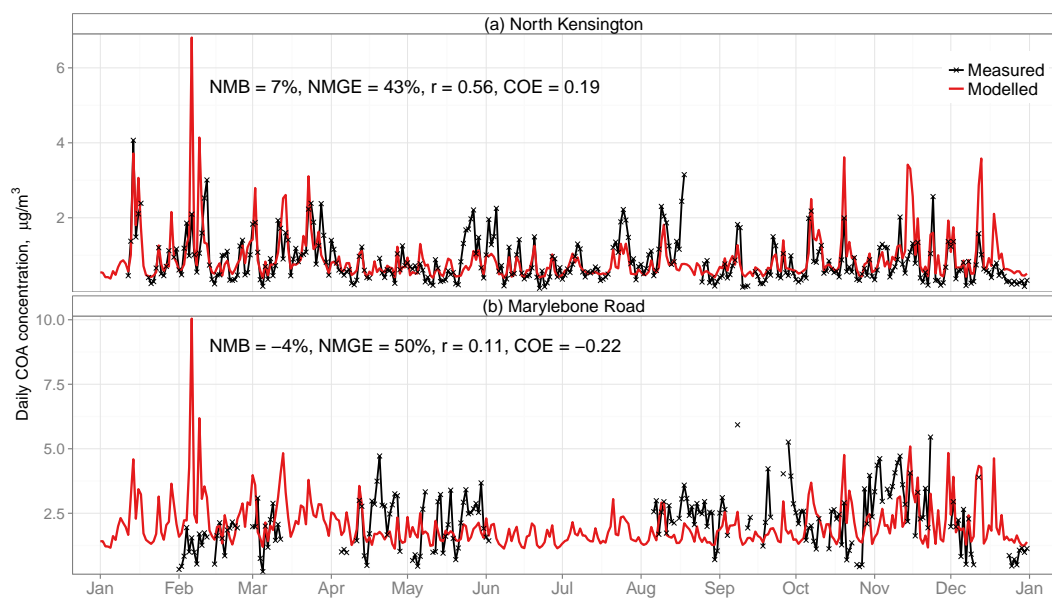 (a) North Kensington
6
4
2
NMB = 7%, NMGE = 43%, r = 0.56, COE = 0.19
Measured
Modelled
Daily COA concentration, μg/m³
(b) Marylebone Road
10.0
7.5
5.0
2.5
NMB = −4%, NMGE = 50%, r = 0.11, COE = −0.22
Jan Feb Mar Apr May Jun Jul Aug Sep Oct Nov Dec Jan